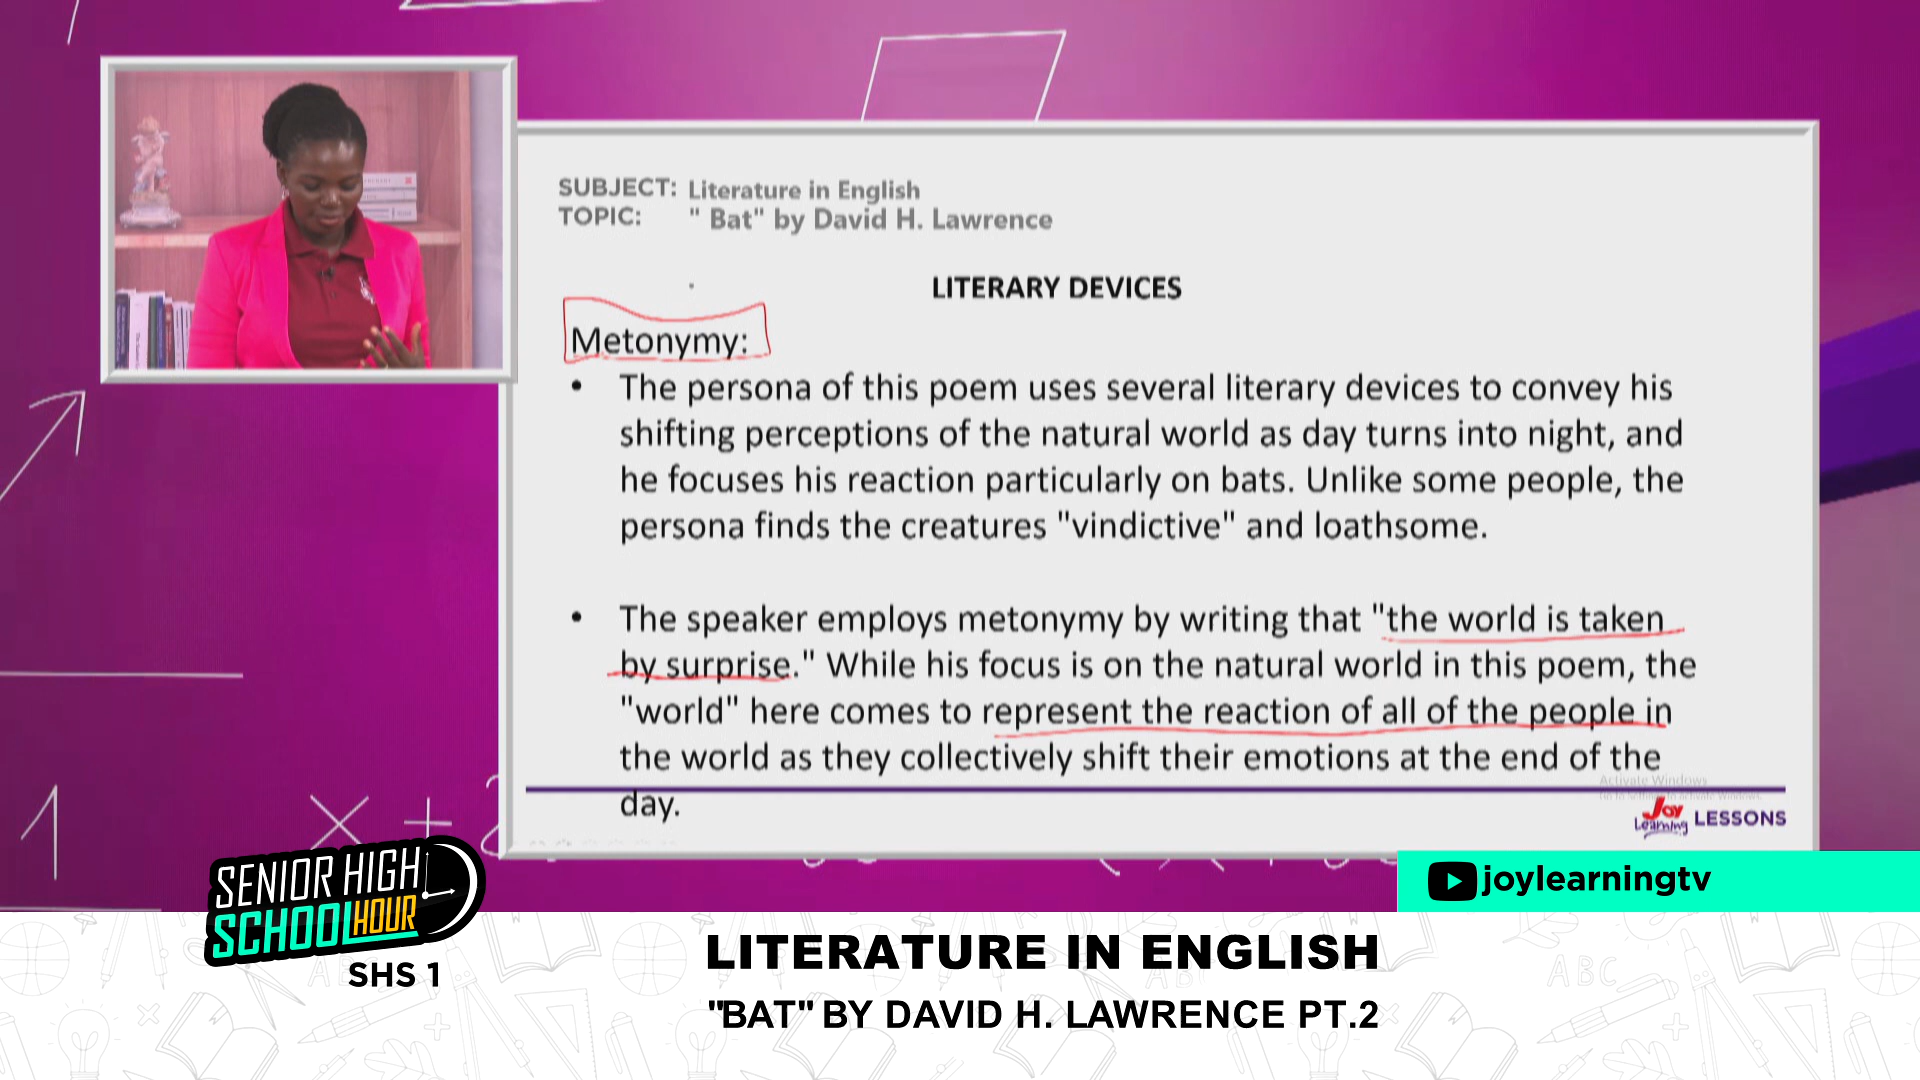 SUBJECT: Literature in English
TOPIC: " Bat" by David H. Lawrence
LITERARY DEVICES
Metonymy:
• The persona of this poem uses several literary devices to convey his
shifting perceptions of the natural world as day turns into night, and
he focuses his reaction particularly on bats. Unlike some people, the
persona finds the creatures "vindictive" and loathsome.
• The speaker employs metonymy by writing that "the world is taken
by surprise." While his focus is on the natural world in this poem, the
"world" here comes to represent the reaction of all of the people in
the world as they collectively shift their emotions at the end of the
day.
Activate Windows
Joy Learning LESSONS
joylearningtv
SENIOR HIGH
SCHOOL HOUR
SHS 1
LITERATURE IN ENGLISH
"BAT" BY DAVID H. LAWRENCE PT.2
1
x + 2
ABC